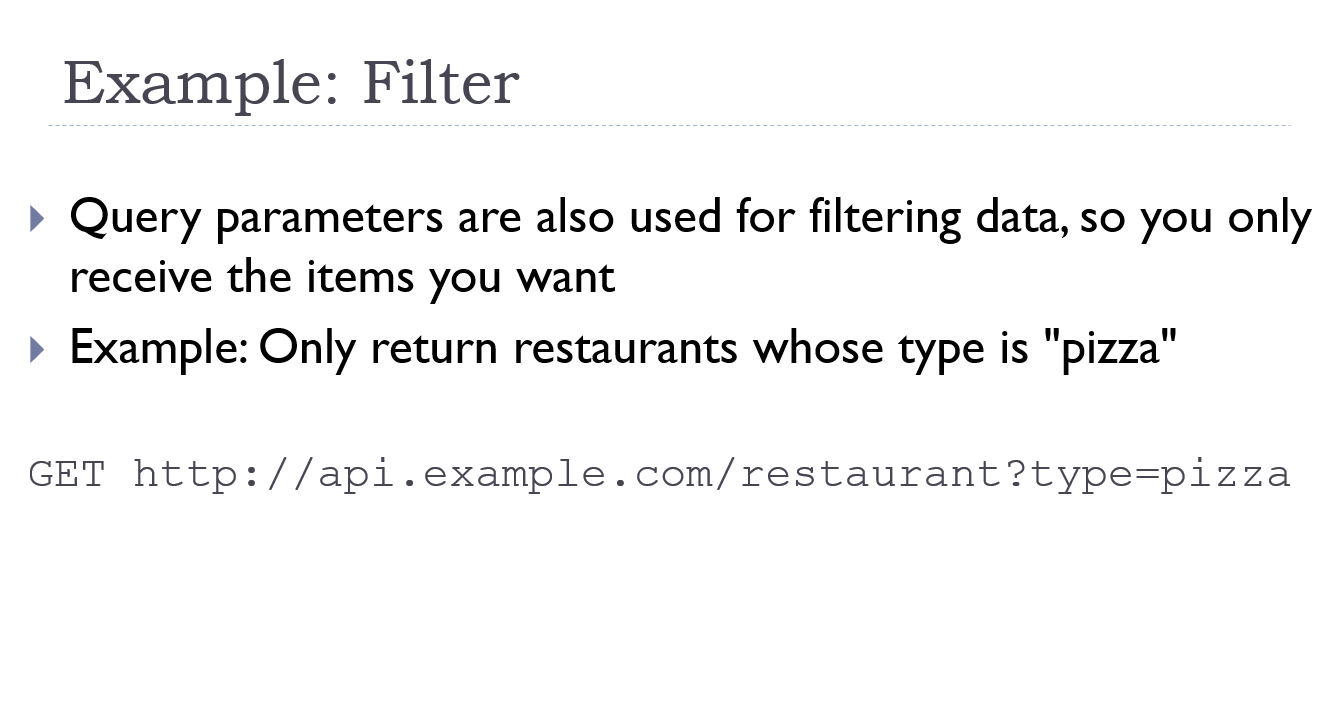 Example: Filter
Query parameters are also used for filtering data, so you only
receive the items you want
Example: Only return restaurants whose type is "pizza"
GET http://api.example.com/restaurant?type=pizza